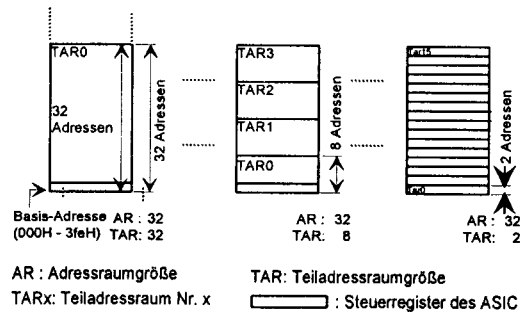 TAR0
32
Adressen
32 Adressen
TAR3
TAR2
TAR1
TAR0
8 Adressen
Tar15
Tar0
2 Adressen
Basis-Adresse AR : 32
(000H - 3feH) TAR: 32
AR : 32
TAR: 8
AR : 32
TAR: 2
AR : Adressraumgröße
TAR: Teiladressraumgröße
TARx: Teiladressraum Nr. x
: Steuerregister des ASIC